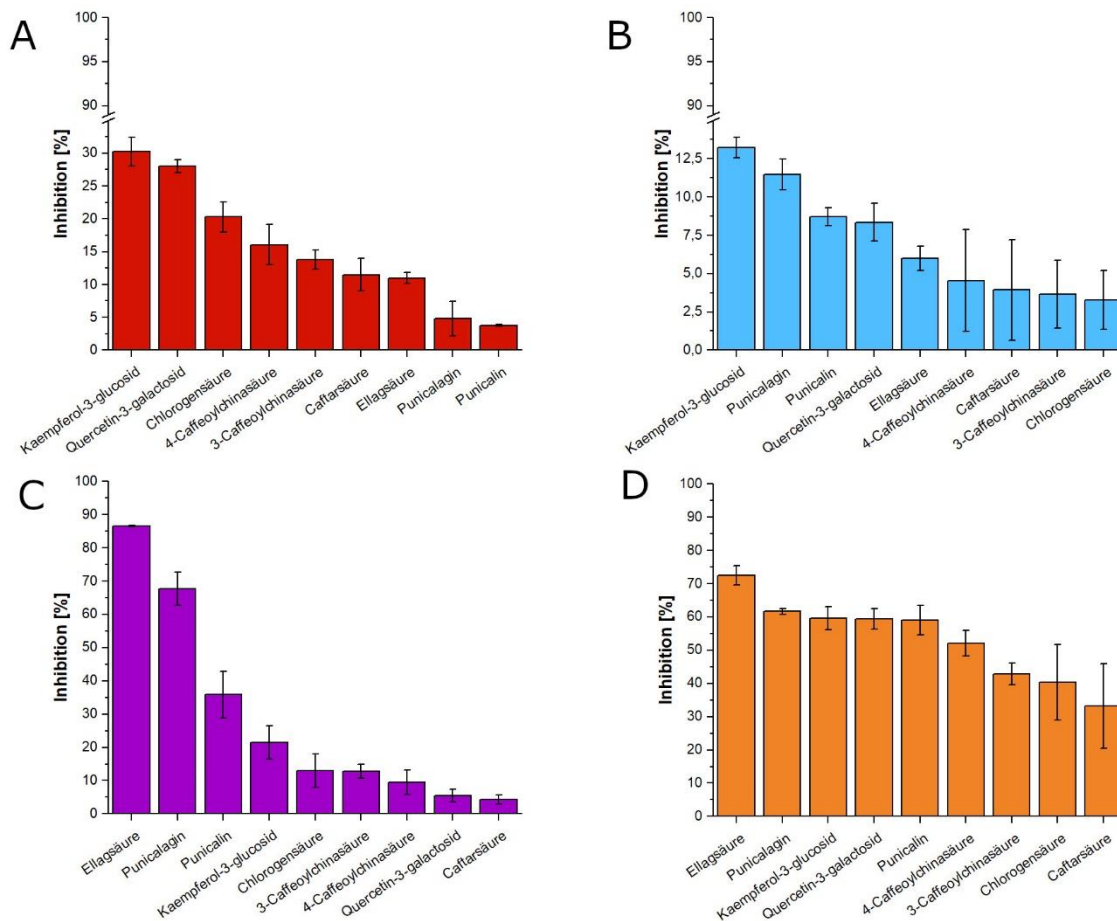 A
Inhibition [%]
100
95
90
30
25
20
15
10
5
0
Kaempferol-3-glucosid
Quercetin-3-galactosid
Chlorogensäure
4-Caffeoylchinasäure
3-Caffeoylchinasäure
Caftarsäure
Ellagsäure
Punicalagin
Punicalin
B
Inhibition [%]
100
95
90
12,5
10,0
7,5
5,0
2,5
0,0
Kaempferol-3-glucosid
Punicalagin
Punicalin
Quercetin-3-galactosid
Ellagsäure
4-Caffeoylchinasäure
Caftarsäure
3-Caffeoylchinasäure
Chlorogensäure
C
Inhibition [%]
100
90
80
70
60
50
40
30
20
10
0
Ellagsäure
Punicalagin
Punicalin
Kaempferol-3-glucosid
Chlorogensäure
3-Caffeoylchinasäure
4-Caffeoylchinasäure
Quercetin-3-galactosid
Caftarsäure
D
Inhibition [%]
100
90
80
70
60
50
40
30
20
10
0
Ellagsäure
Punicalagin
Kaempferol-3-glucosid
Quercetin-3-galactosid
Punicalin
4-Caffeoylchinasäure
3-Caffeoylchinasäure
Chlorogensäure
Caftarsäure